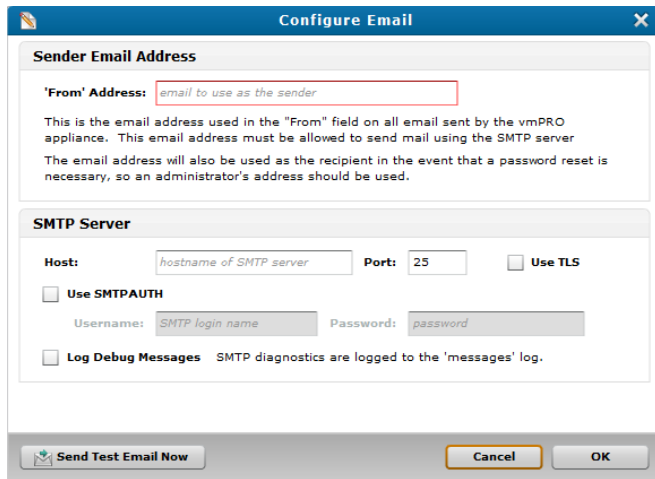 Configure Email
Sender Email Address
'From' Address: email to use as the sender
This is the email address used in the "From" field on all email sent by the vmPRO
appliance. This email address must be allowed to send mail using the SMTP server
The email address will also be used as the recipient in the event that a password reset is
necessary, so an administrator's address should be used.
SMTP Server
Host: hostname of SMTP server Port: 25 Use TLS
Use SMTPAUTH
Username: SMTP login name Password: password
Log Debug Messages SMTP diagnostics are logged to the 'messages' log.
Send Test Email Now Cancel OK